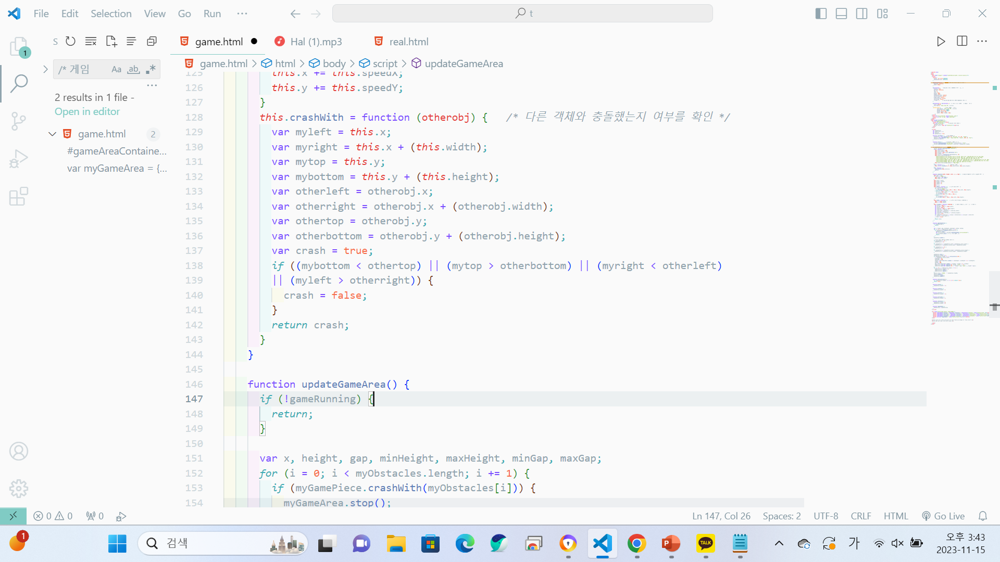 File Edit Selection View Go Run ···
t
S
game.html ● Hal (1).mp3 real.html
/* 게임 Aa ab .*
game.html > html > body > script > updateGameArea
2 results in 1 file -
Open in editor
game.html 2
#gameAreaContaine...
var myGameArea = {...
1
125 this.x += this.speedX;
126 this.y += this.speedY;
127 }
128 this.crashWith = function (otherobj) { /* 다른 객체와 충돌했는지 여부를 확인 */
129 var myleft = this.x;
130 var myright = this.x + (this.width);
131 var mytop = this.y;
132 var mybottom = this.y + (this.height);
133 var otherleft = otherobj.x;
134 var otherright = otherobj.x + (otherobj.width);
135 var othertop = otherobj.y;
136 var otherbottom = otherobj.y + (otherobj.height);
137 var crash = true;
138 if ((mybottom < othertop) || (mytop > otherbottom) || (myright < otherleft)
139 || (myleft > otherright)) {
140 crash = false;
141 }
142 return crash;
143 }
144 }
145
146 function updateGameArea() {
147 if (!gameRunning) {
148 return;
149 }
150
151 var x, height, gap, minHeight, maxHeight, minGap, maxGap;
152 for (i = 0; i < myObstacles.length; i += 1) {
153 if (myGamePiece.crashWith(myObstacles[i])) {
154 myGameArea.stop();
0 0 0 Ln 147, Col 26 Spaces: 2 UTF-8 CRLF HTML Go Live
1
검색
TALK
가
오후 3:43
2023-11-15